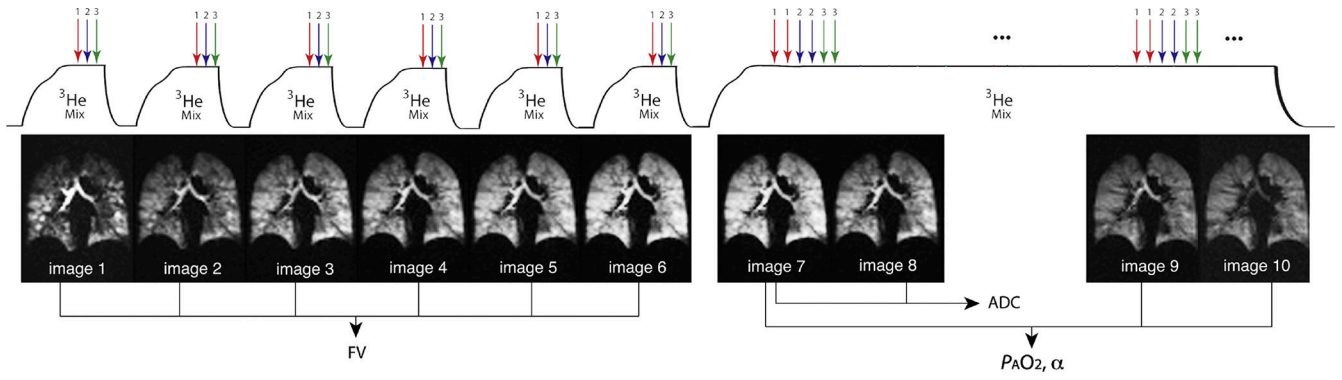 1 2 3 1 2 3 1 2 3 1 2 3 1 2 3 1 2 3 1 1 2 2 3 3 ... 1 1 2 2 3 3 ...
3He Mix
3He Mix
3He Mix
3He Mix
3He Mix
3He Mix
3He Mix
image 1 image 2 image 3 image 4 image 5 image 6 image 7 image 8 image 9 image 10
ADC
FV
PAO2, α